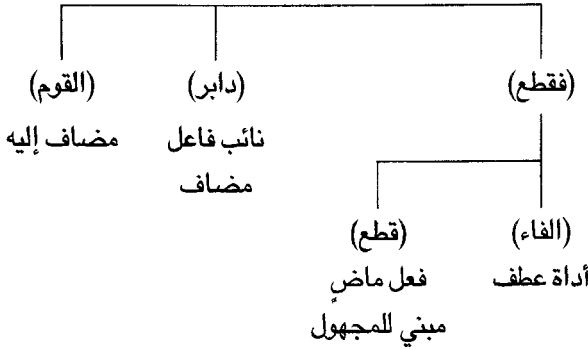 (فقطع) (دابر) (القوم)
نائب فاعل مضاف إليه
مضاف
(الفاء) (قطع)
أداة عطف فعل ماضٍ
مبني للمجهول